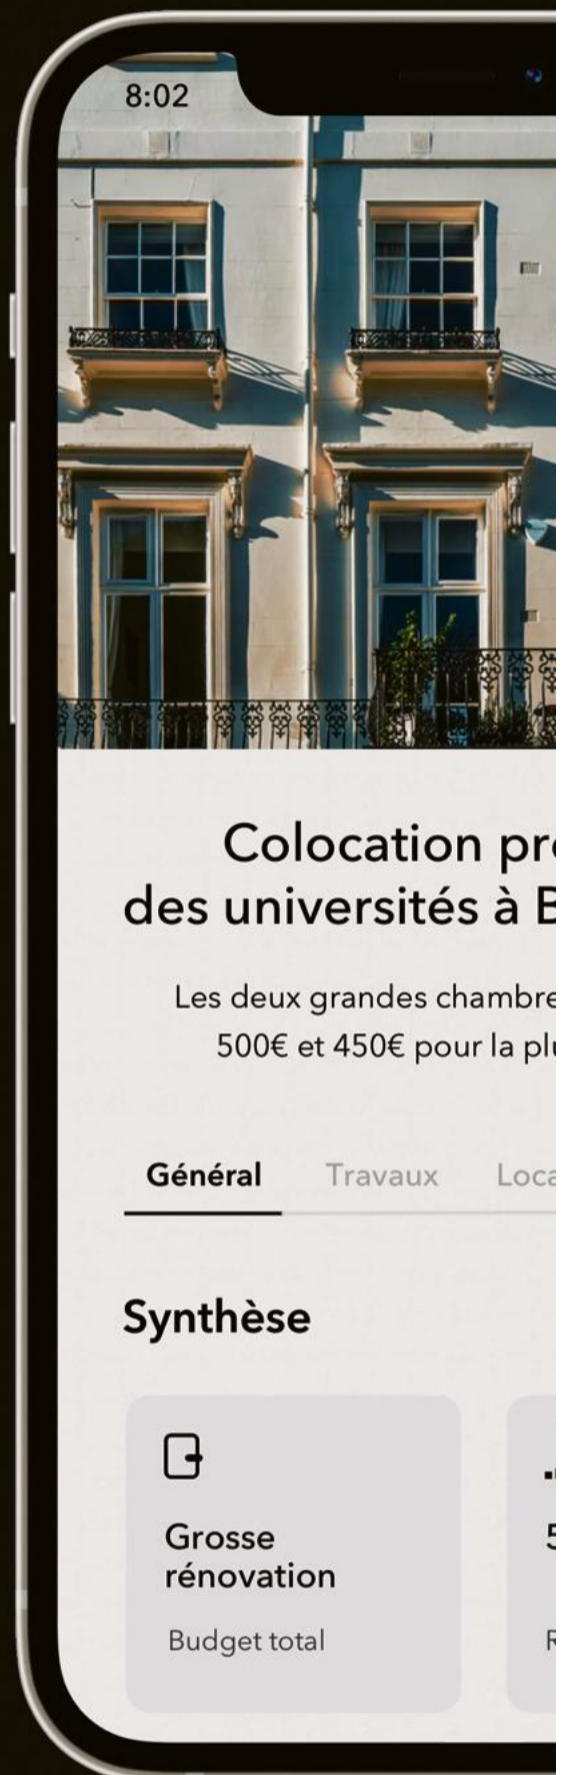 8:02
Colocation
des universités à
Les deux grandes
500€ et 450€ pour la
Général Travaux
Synthèse
Grosse
rénovation
Budget total